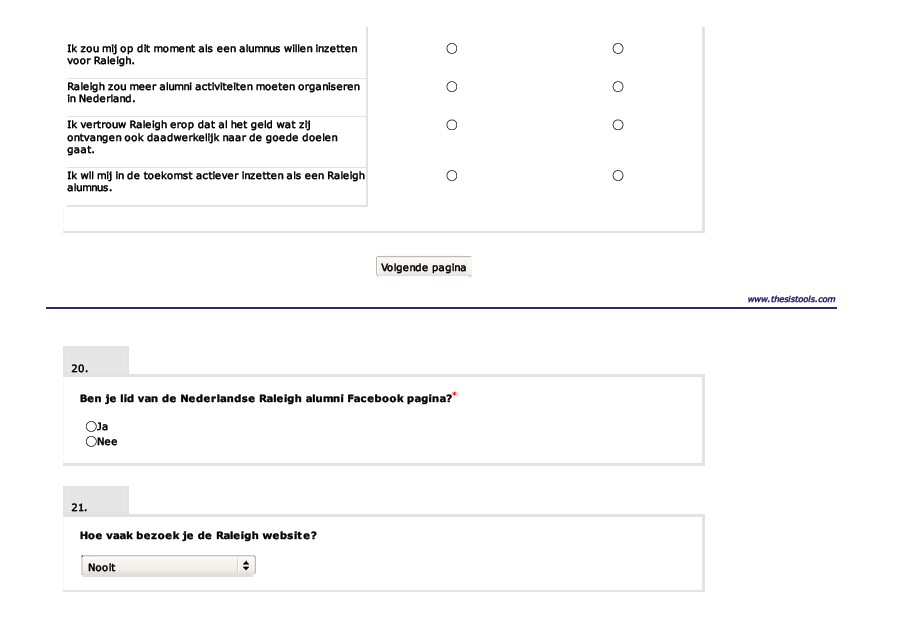 Ik zou mij op dit moment als een alumnus willen inzetten
voor Raleigh.
Raleigh zou meer alumni activiteiten moeten organiseren
in Nederland.
Ik vertrouw Raleigh erop dat al het geld wat zij
ontvangen ook daadwerkelijk naar de goede doelen
gaat.
Ik wil mij in de toekomst actiever inzetten als een Raleigh
alumnus.
Volgende pagina
www.thesistools.com
20.
Ben je lid van de Nederlandse Raleigh alumni Facebook pagina?*
Ja
Nee
21.
Hoe vaak bezoek je de Raleigh website?
Nooit